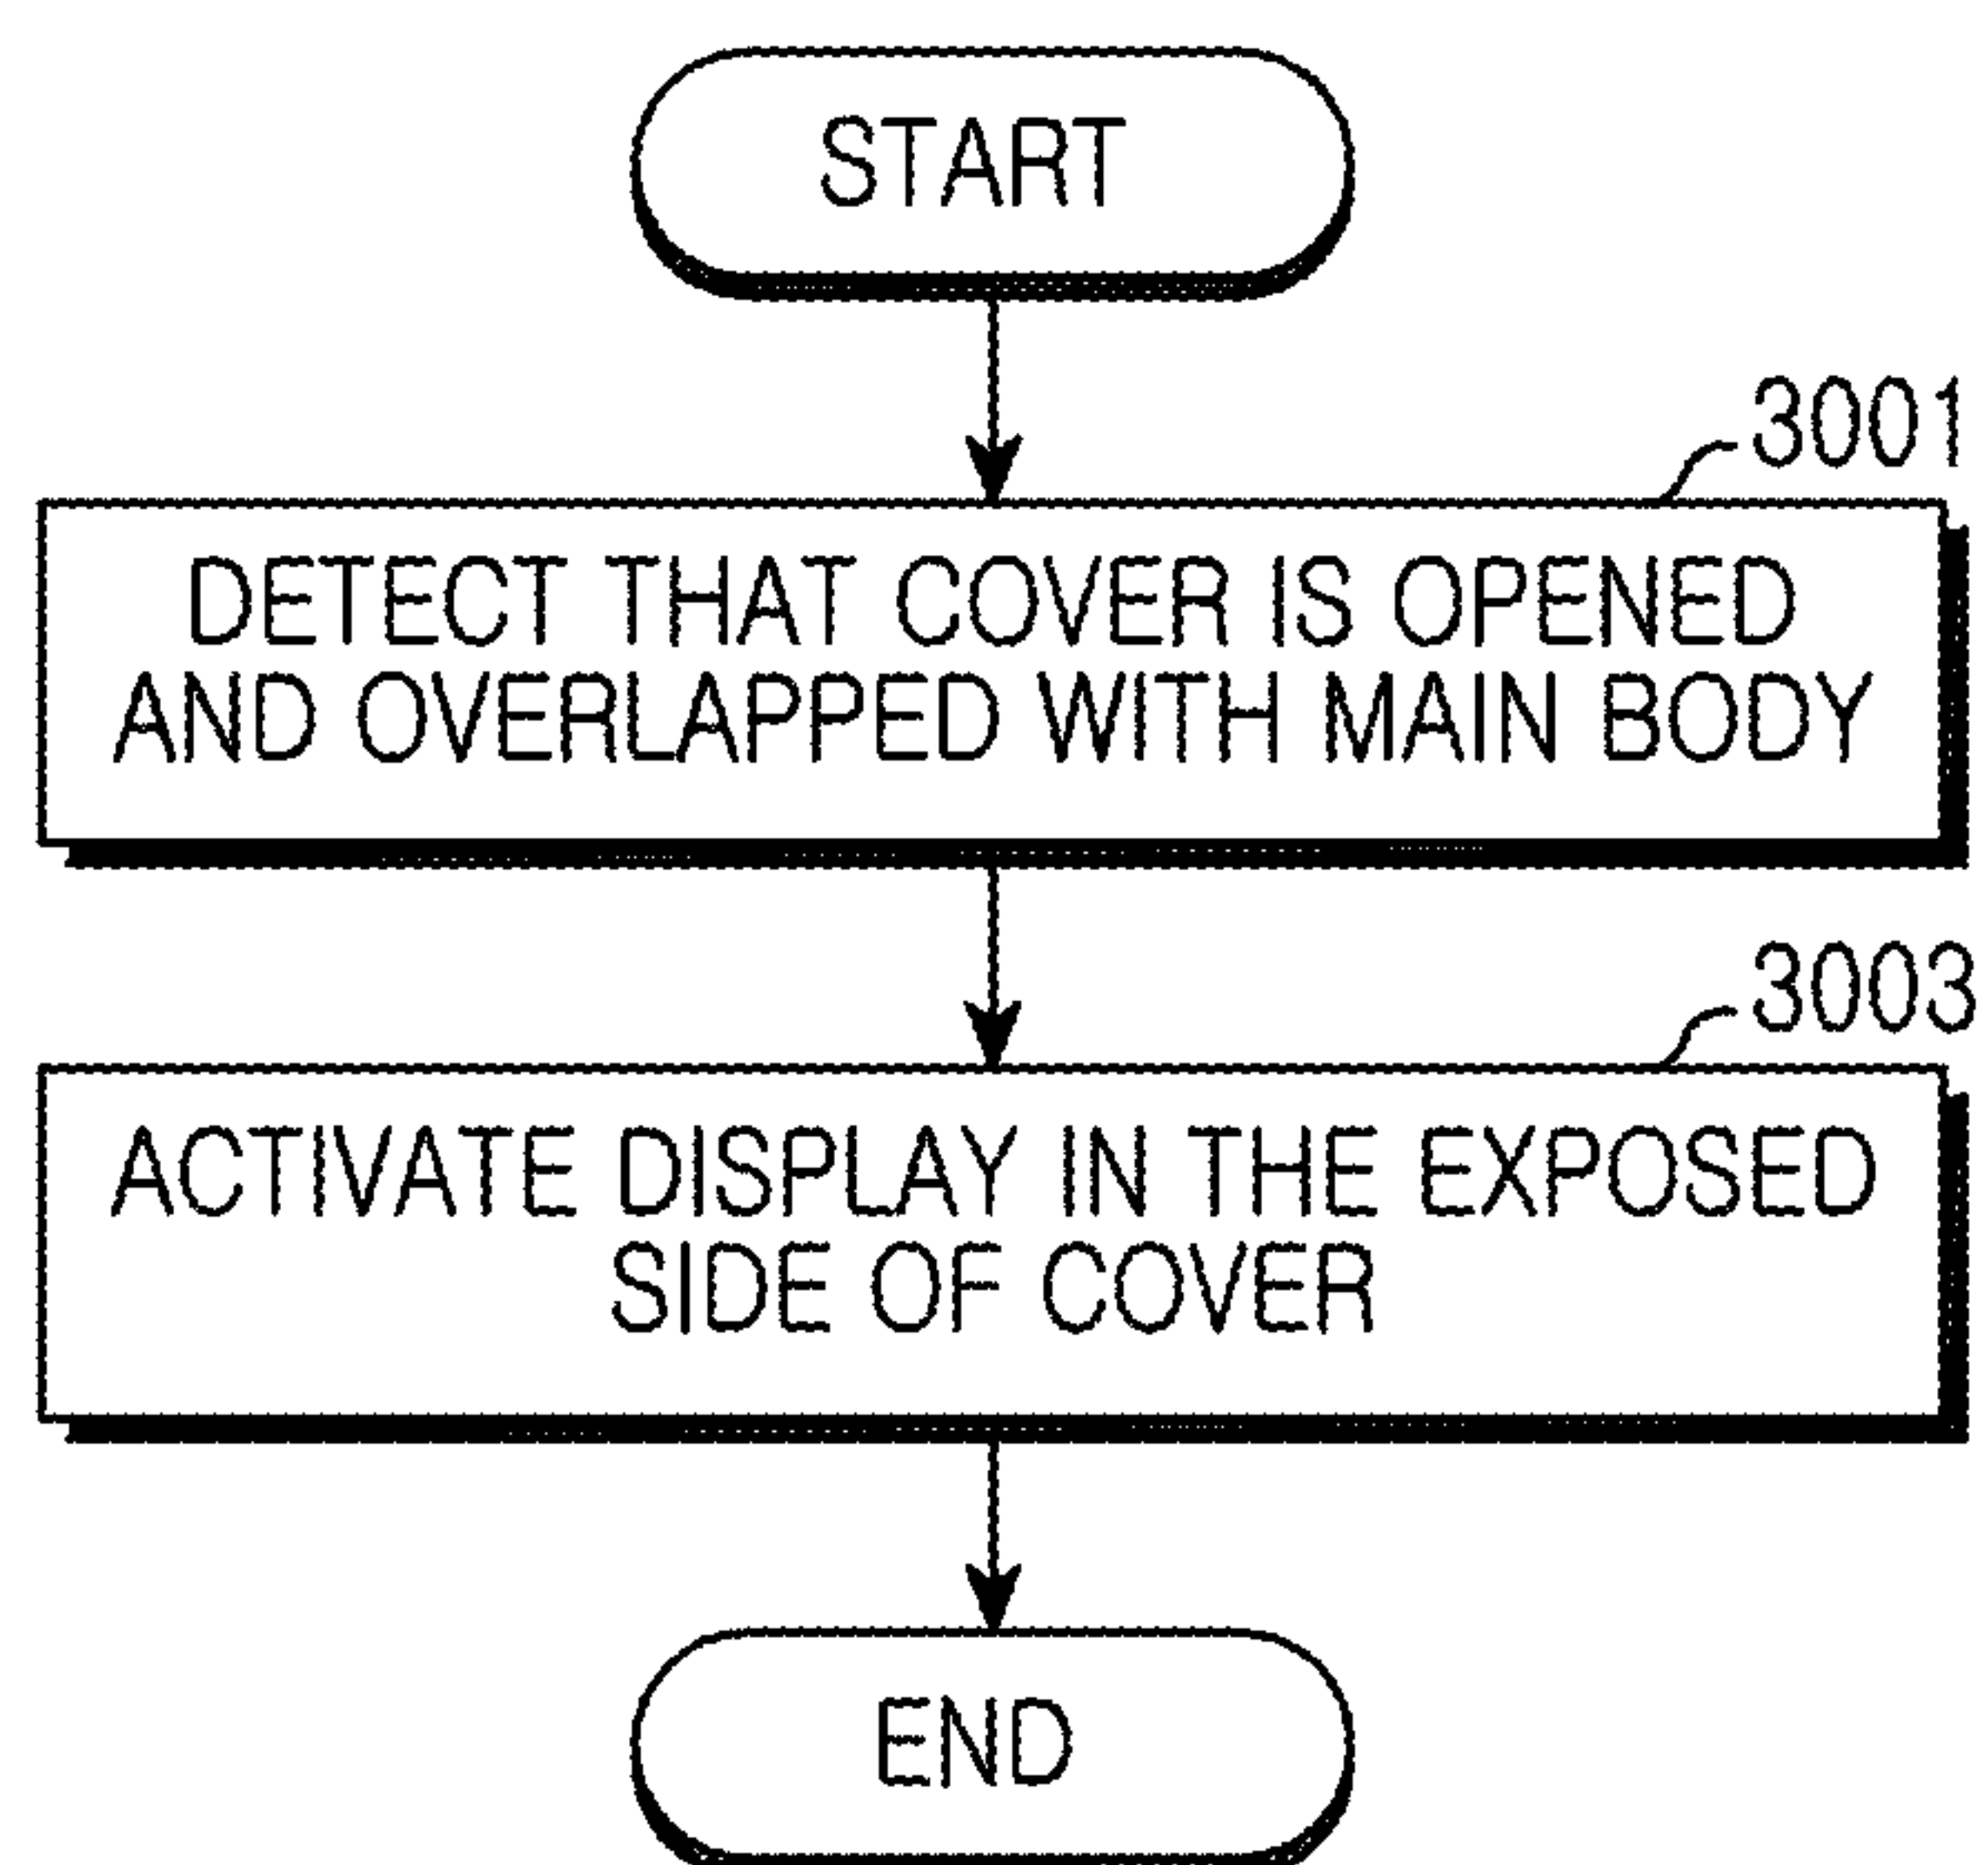 START
3001
DETECT THAT COVER IS OPENED
AND OVERLAPPED WITH MAIN BODY
3003
ACTIVATE DISPLAY IN THE EXPOSED
SIDE OF COVER
END